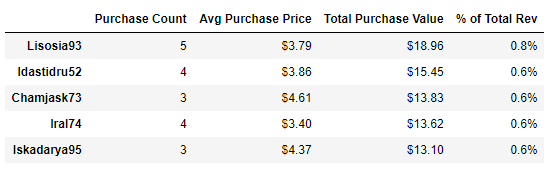 Purchase Count Avg Purchase Price Total Purchase Value % of Total Rev
Lisosia93 5 $3.79 $18.96 0.8%
Idastidru52 4 $3.86 $15.45 0.6%
Chamjask73 3 $4.61 $13.83 0.6%
Iral74 4 $3.40 $13.62 0.6%
Iskadarya95 3 $4.37 $13.10 0.6%